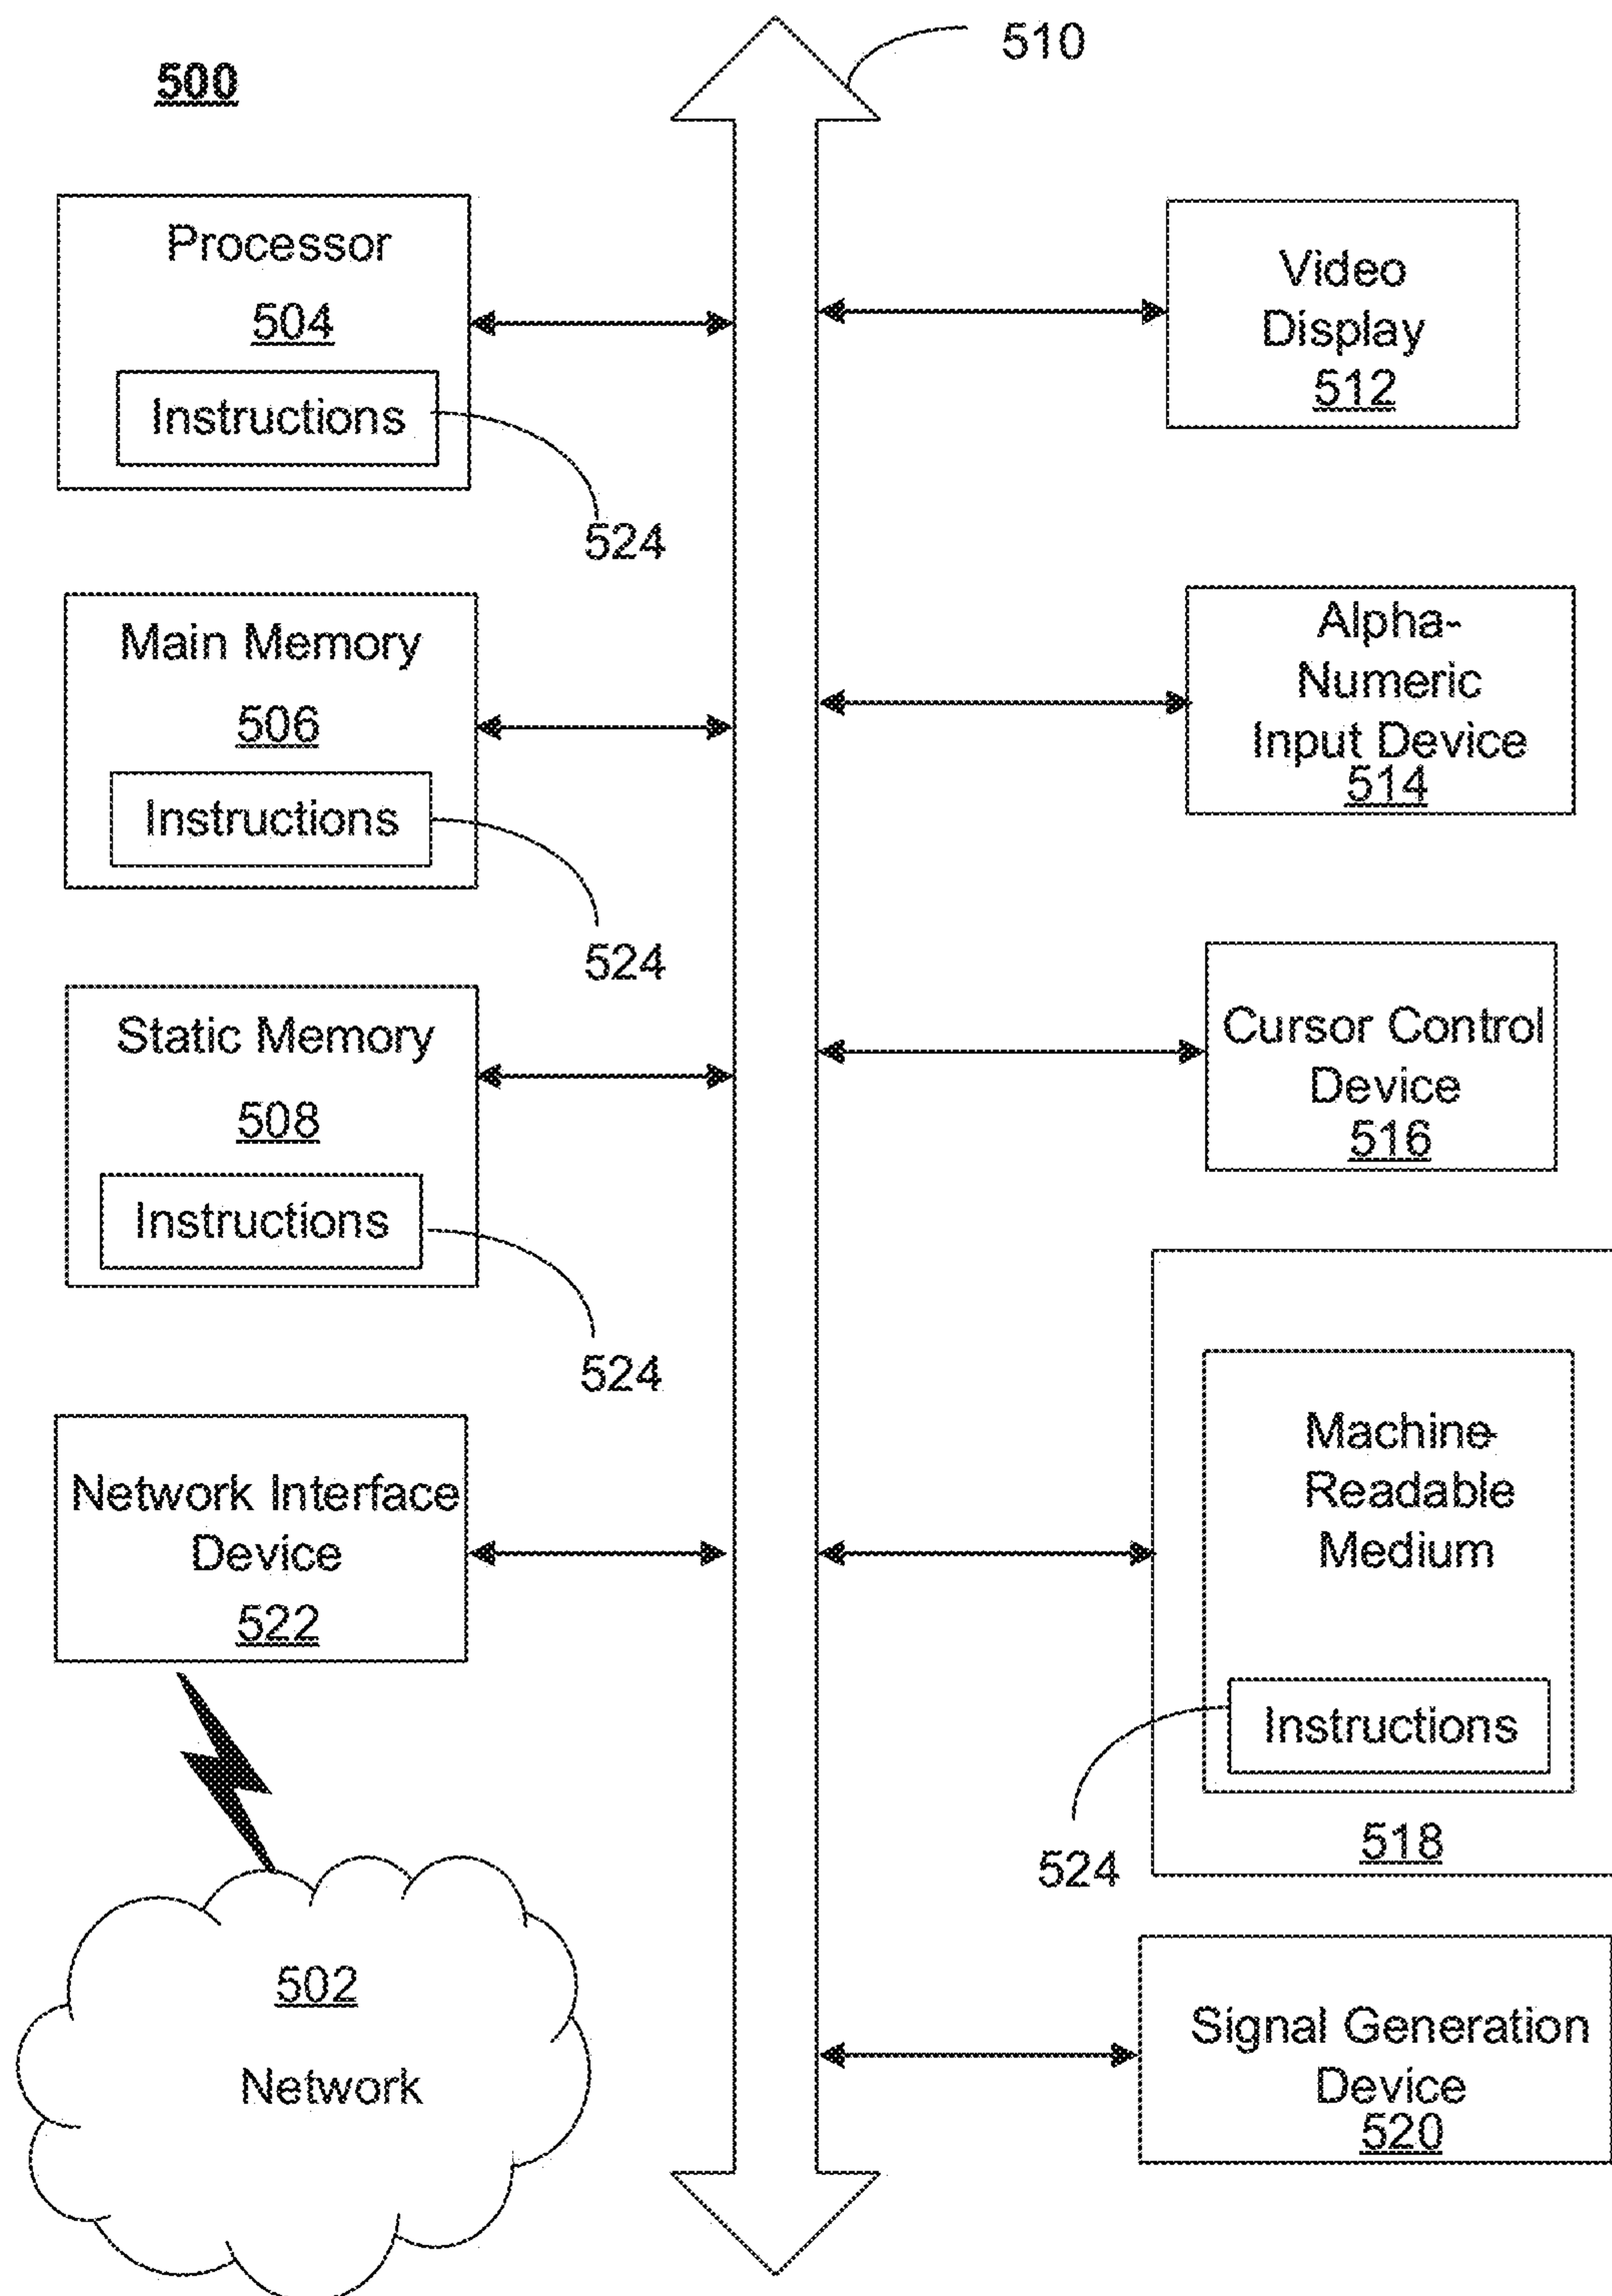 500
510
Processor
504
Instructions
524
Main Memory
506
Instructions
524
Static Memory
508
Instructions
524
Network Interface
Device
522
502
Network
Video
Display
512
Alpha-
Numeric
Input Device
514
Cursor Control
Device
516
Machine-
Readable
Medium
Instructions
524
518
Signal Generation
Device
520